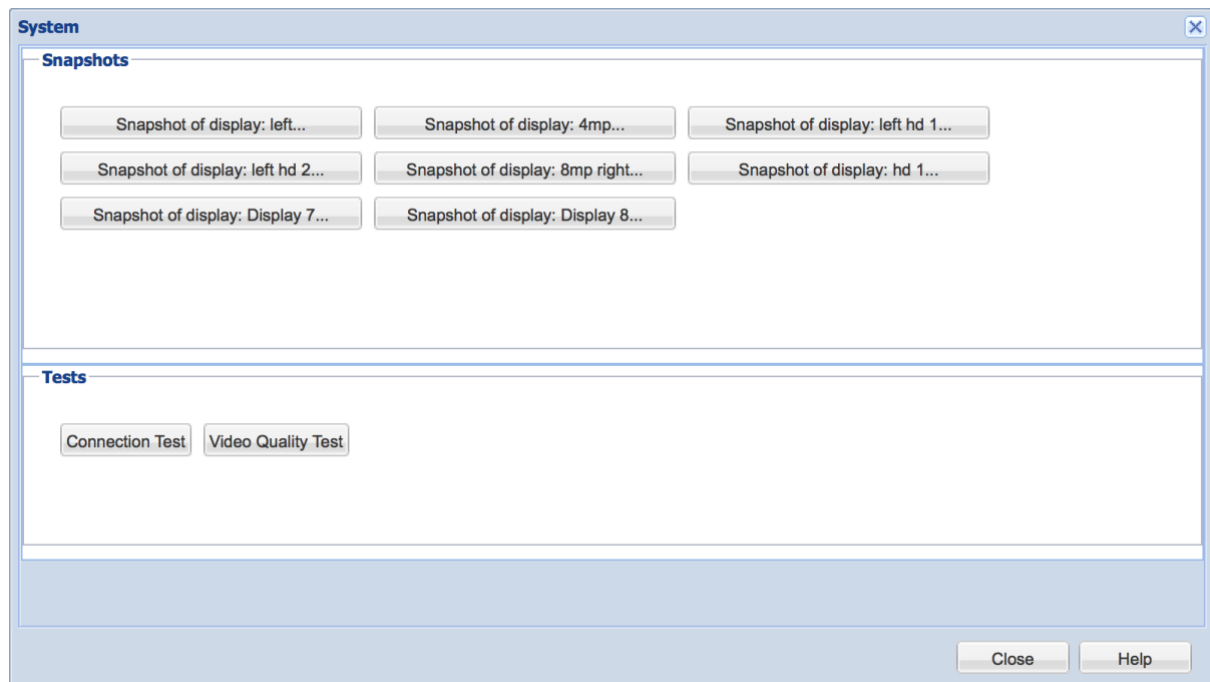 System
Snapshots
Snapshot of display: left...
Snapshot of display: 4mp...
Snapshot of display: left hd 1...
Snapshot of display: left hd 2...
Snapshot of display: 8mp right...
Snapshot of display: hd 1...
Snapshot of display: Display 7...
Snapshot of display: Display 8...
Tests
Connection Test
Video Quality Test
Close
Help